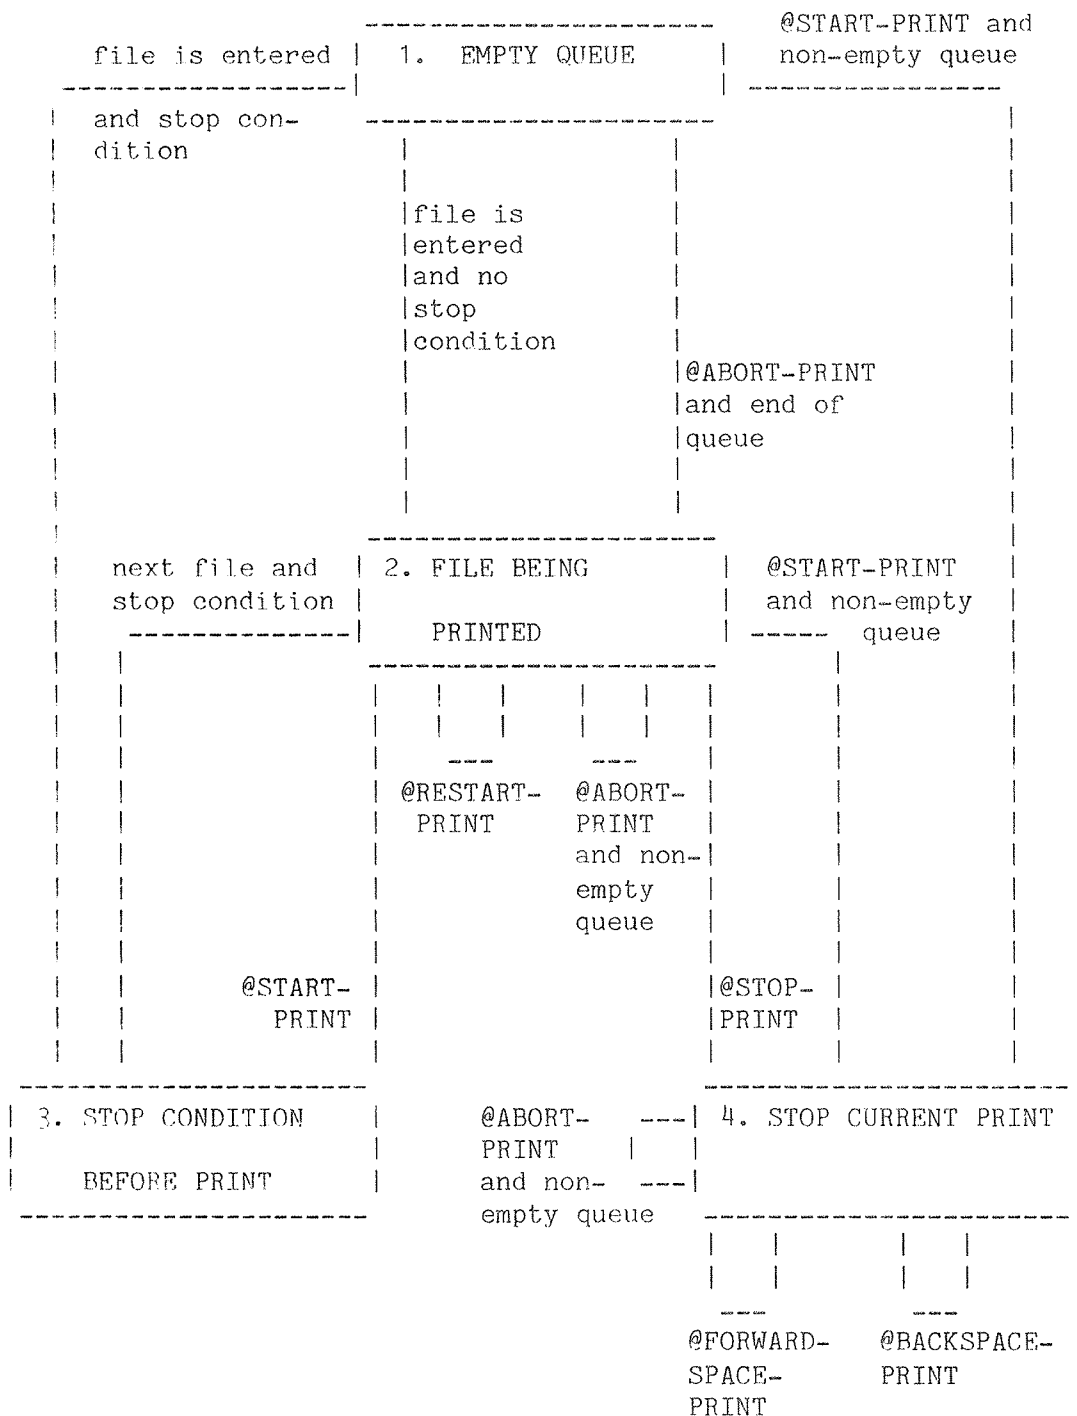 @START-PRINT and
file is entered 1. EMPTY QUEUE non-empty queue
and stop con-
dition
file is
entered
and no
stop
condition
@ABORT-PRINT
and end of
queue
next file and 2. FILE BEING @START-PRINT
stop condition and non-empty
PRINTED queue
@RESTART- @ABORT-
PRINT PRINT
and non-
empty
queue
@START- @STOP-
PRINT PRINT
3. STOP CONDITION @ABORT- 4. STOP CURRENT PRINT
PRINT
BEFORE PRINT and non-
empty queue
@FORWARD- @BACKSPACE-
SPACE- PRINT
PRINT